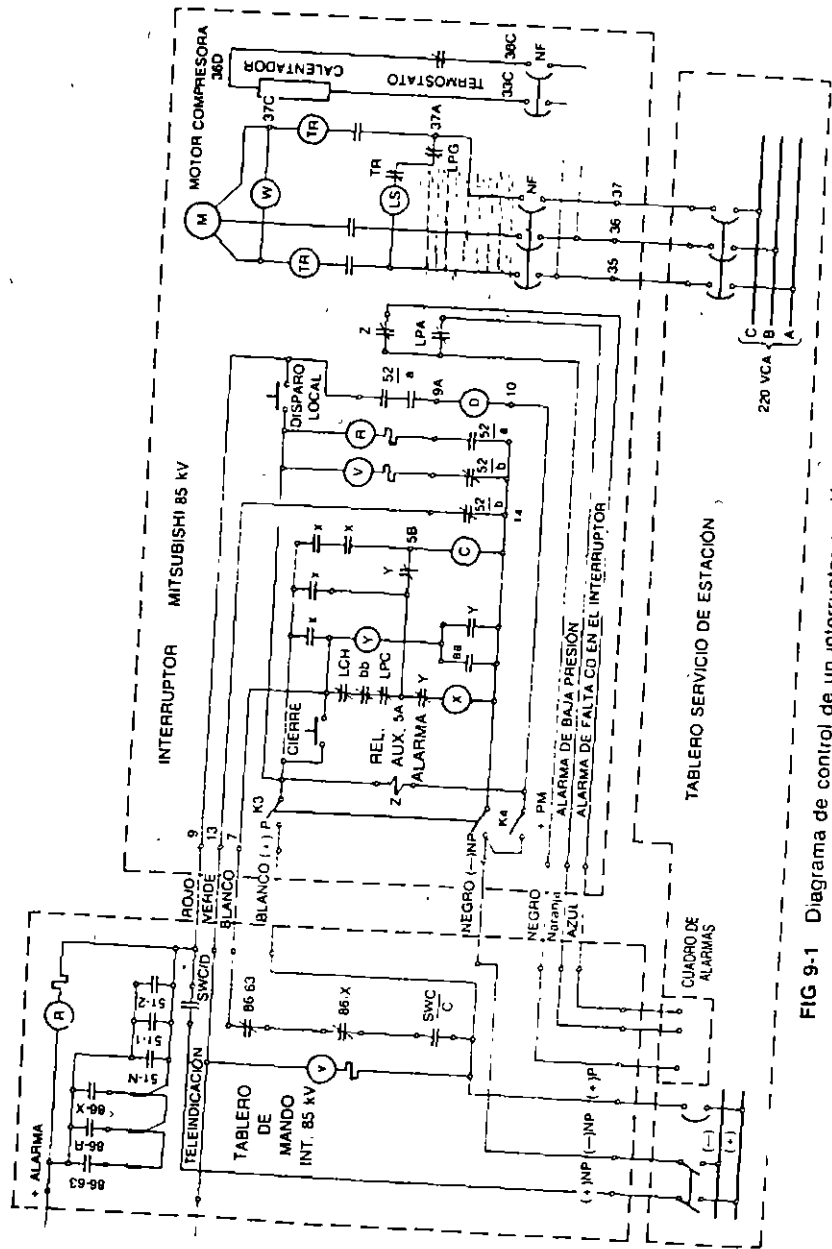 INTERRUPTOR MITSUBISHI 85 kV
MOTOR COMPRESORA
36D
M
37C
CALENTADOR
TERMOSTATO
TR
W
TR
TR
LS
37A
LPG
33C
38C
NF
NF
35
36
37
C
B
A
220 VCA
Z
LPA
DISPARO
LOCAL
52
a
9A
D
10
R
V
52
a
52
b
52
b
14
x
x
x
x
5B
Y
C
Y
aa
Y
LCH
bb
LPC
Y
X
CIERRE
REL.
AUX. 5A
ALARMA
Z
K3
K4
9
13
7
ROJO
VERDE
BLANCO
BLANCO (+) P
NEGRO (–) NP
NEGRO
Naranja
AZUL
+ PM
ALARMA DE BAJA PRESIÓN
ALARMA DE FALTA CD EN EL INTERRUPTOR
+ ALARMA
R
86-63
86-X
51-N
51-1
51-2
TELEINDICACIÓN
SWC/D
TABLERO
DE
MANDO
INT. 85 kV
V
86-63
86-X
SWC
C
(+)NP
(–)NP
(+)P
(–)
(+)
CUADRO DE
ALARMAS
TABLERO SERVICIO DE ESTACIÓN
FIG 9-1 Diagrama de control de un interruptor